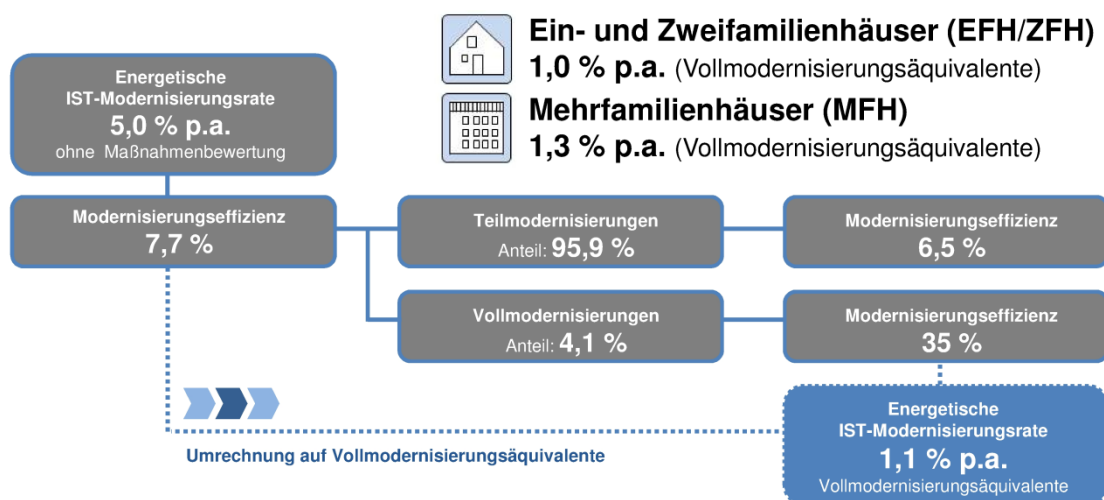 Ein- und Zweifamilienhäuser (EFH/ZFH)
1,0 % p.a. (Vollmodernisierungsäquivalente)
Mehrfamilienhäuser (MFH)
1,3 % p.a. (Vollmodernisierungsäquivalente)
Energetische
IST-Modernisierungsrate
5,0 % p.a.
ohne Maßnahmenbewertung
Modernisierungseffizienz
7,7 %
Teilmodernisierungen
Anteil: 95,9 %
Modernisierungseffizienz
6,5 %
Vollmodernisierungen
Anteil: 4,1 %
Modernisierungseffizienz
35 %
Umrechnung auf Vollmodernisierungsäquivalente
Energetische
IST-Modernisierungsrate
1,1 % p.a.
Vollmodernisierungsäquivalente